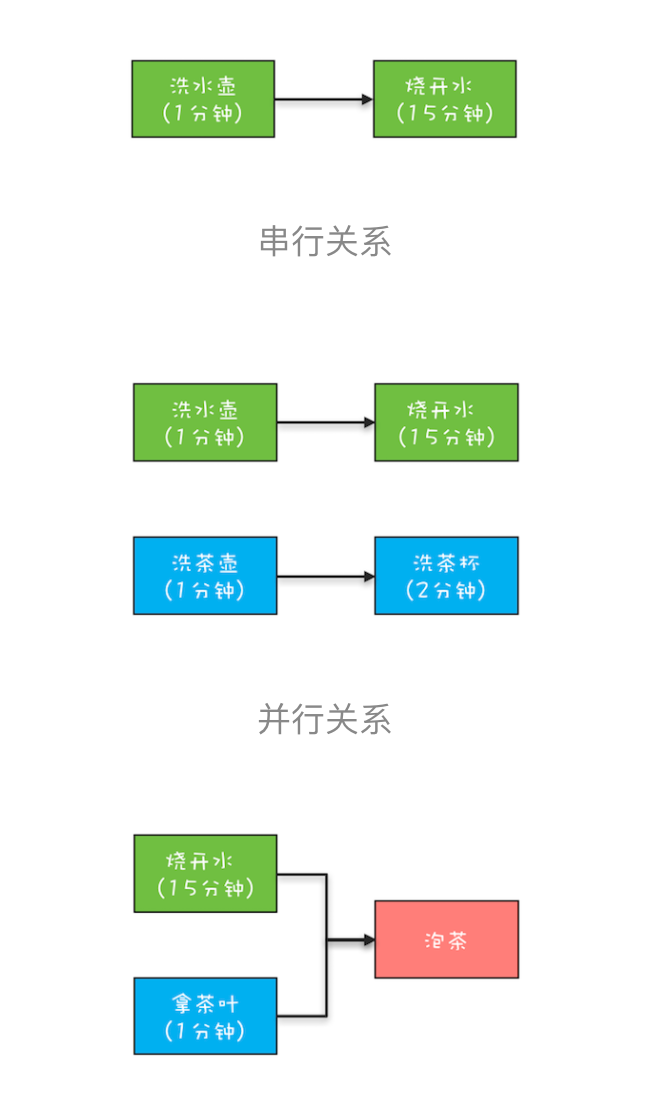 洗水壶
(1分钟)
烧开水
(15分钟)
串行关系
洗水壶
(1分钟)
烧开水
(15分钟)
洗茶壶
(1分钟)
洗茶杯
(2分钟)
并行关系
烧开水
(15分钟)
泡茶
拿茶叶
(1分钟)